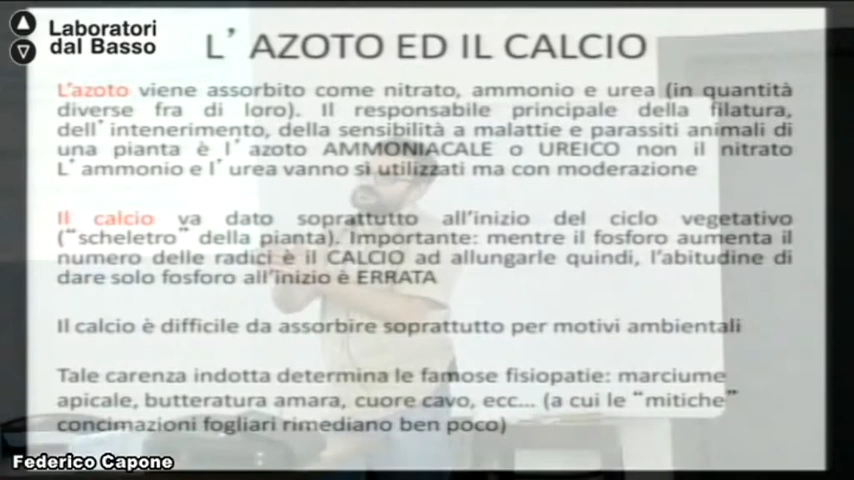 Laboratori
dal Basso
L' AZOTO ED IL CALCIO
L'azoto viene assorbito come nitrato, ammonio e urea (in quantità
diverse fra di loro). Il responsabile principale della filatura,
dell'intenerimento, della sensibilità a malattie e parassiti animali di
una pianta è l'azoto AMMONIACALE o UREICO non il nitrato
L'ammonio e l'urea vanno si utilizzati ma con moderazione
Il calcio va dato soprattutto all'inizio del ciclo vegetativo
("scheletro" della pianta). Importante: mentre il fosforo aumenta il
numero delle radici è il CALCIO ad allungarle quindi, l'abitudine di
dare solo fosforo all'inizio è ERRATA
Il calcio è difficile da assorbire soprattutto per motivi ambientali
Tale carenza indotta determina le famose fisiopatie: marciume
apicale, butteratura amara, cuore cavo, ecc... (a cui le "mitiche"
concimazioni fogliari rimediano ben poco)
Federico Capone